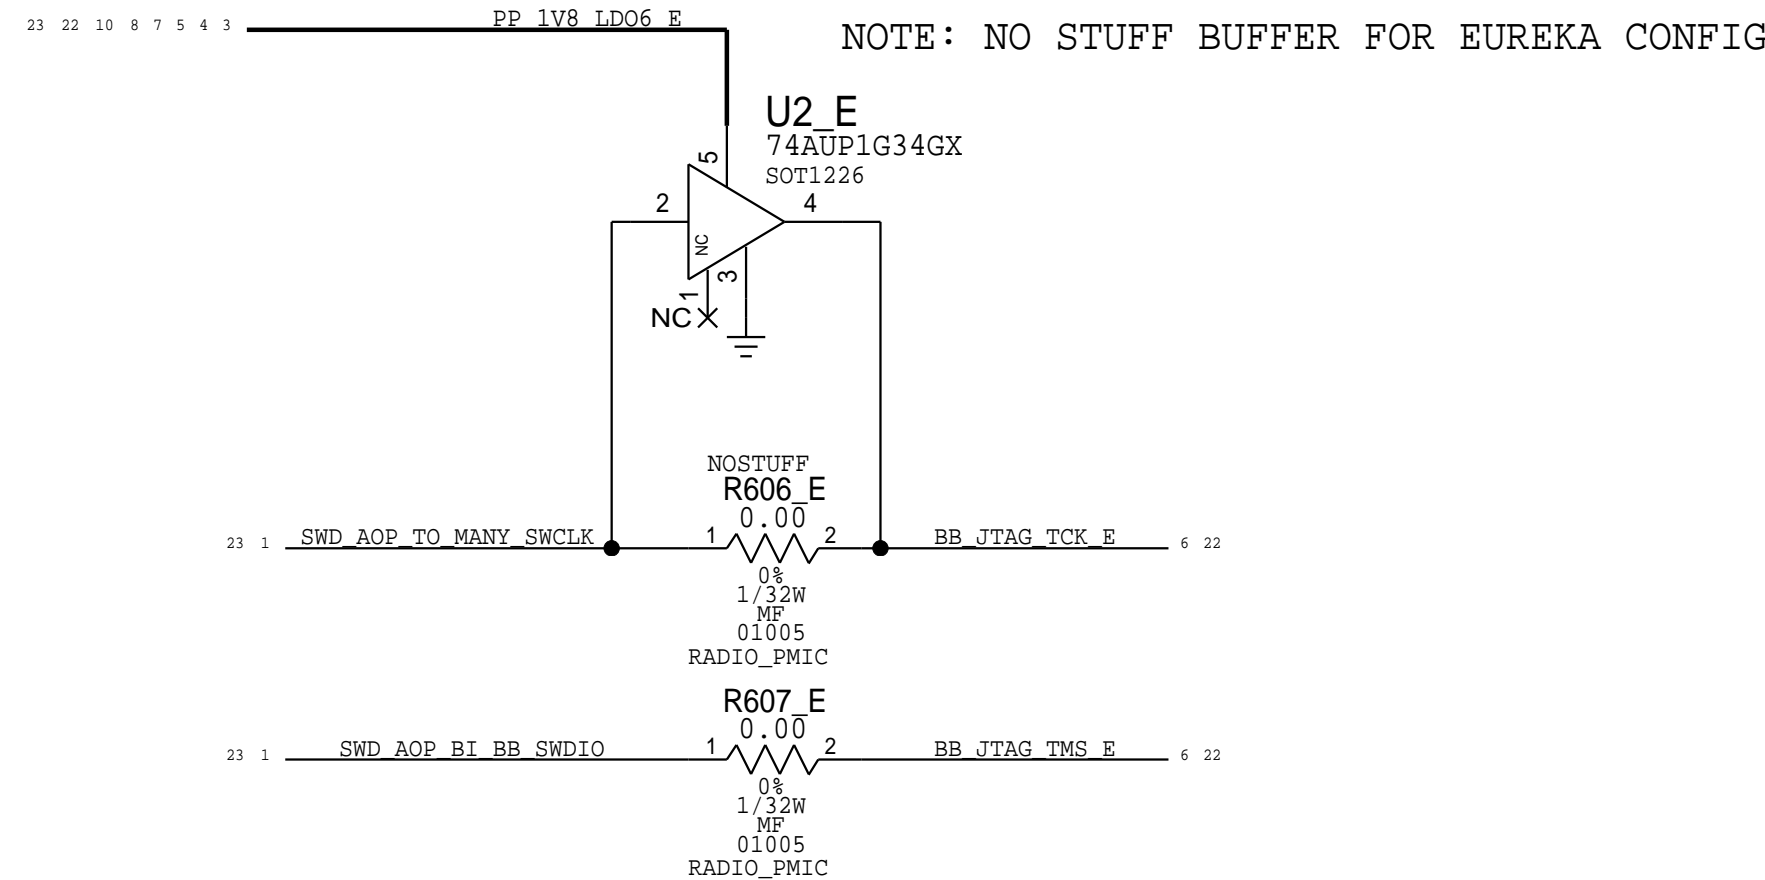 23 22 10 8 7 5 4 3 PP_1V8_LDO6_E
NOTE: NO STUFF BUFFER FOR EUREKA CONFIG
U2_E
74AUP1G34GX
SOT1226
5
2
4
NC
3
1
NC
NOSTUFF
R606_E
0.00
23 1 SWD_AOP_TO_MANY_SWCLK 1 2 BB_JTAG_TCK_E 6 22
0%
1/32W
MF
01005
RADIO_PMIC
R607_E
0.00
23 1 SWD_AOP_BI_BB_SWDIO 1 2 BB_JTAG_TMS_E 6 22
0%
1/32W
MF
01005
RADIO_PMIC